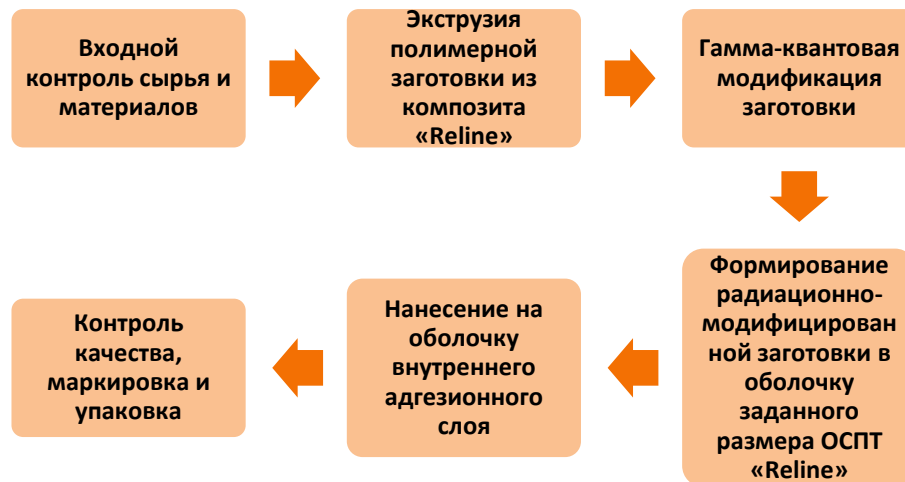 Входной
контроль сырья и
материалов
Экструзия
полимерной
заготовки из
композита
«Reline»
Гамма-квантовая
модификация
заготовки
Формирование
радиационно-
модифицирован
ной заготовки в
оболочку
заданного
размера ОСПТ
«Reline»
Нанесение на
оболочку
внутреннего
адгезионного
слоя
Контроль
качества,
маркировка и
упаковка